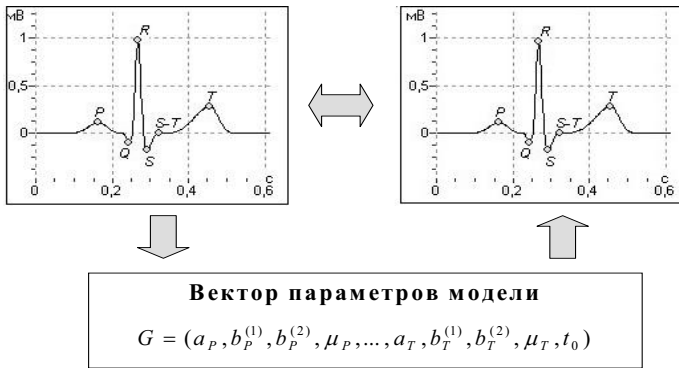 мВ
1
0,5
0
P
Q
R
S
S-T
T
0
0,2
0,4
0,6
с
мВ
1
0,5
0
P
Q
R
S
S-T
T
0
0,2
0,4
0,6
с
Вектор параметров модели
G = (a_P, b_P^(1), b_P^(2), μ_P, ..., a_T, b_T^(1), b_T^(2), μ_T, t_0)